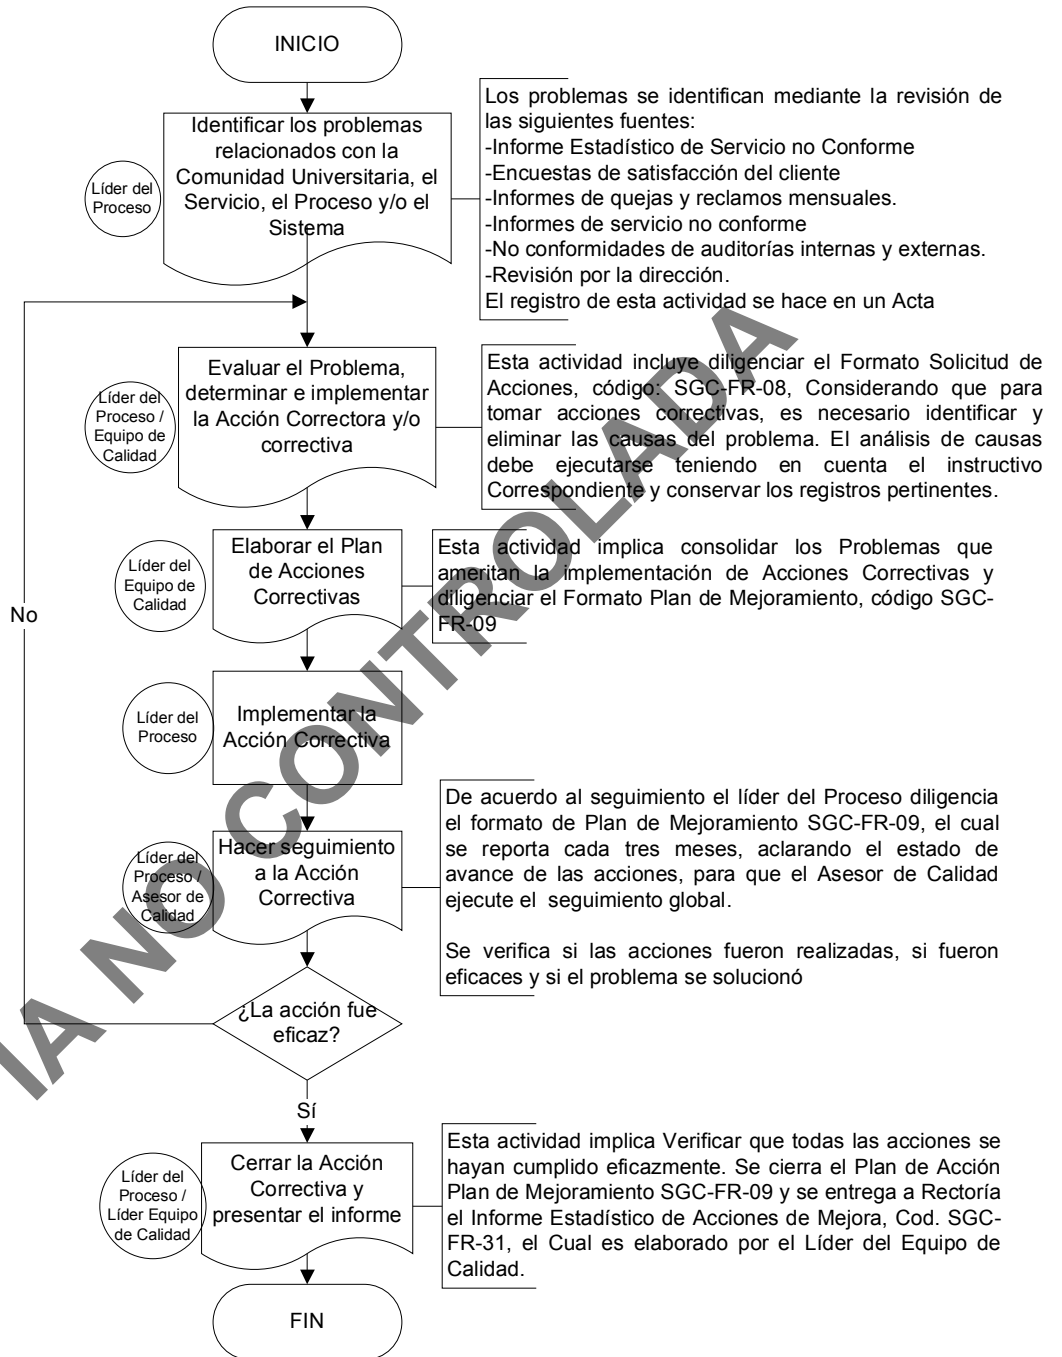 INICIO
Identificar los problemas
relacionados con la
Comunidad Universitaria, el
Servicio, el Proceso y/o el
Sistema
Líder del
Proceso
Los problemas se identifican mediante la revisión de
las siguientes fuentes:
-Informe Estadístico de Servicio no Conforme
-Encuestas de satisfacción del cliente
-Informes de quejas y reclamos mensuales.
-Informes de servicio no conforme
-No conformidades de auditorías internas y externas.
-Revisión por la dirección.
El registro de esta actividad se hace en un Acta
Evaluar el Problema,
determinar e implementar
la Acción Correctora y/o
correctiva
Líder del
Proceso /
Equipo de
Calidad
Esta actividad incluye diligenciar el Formato Solicitud de
Acciones, código: SGC-FR-08, Considerando que para
tomar acciones correctivas, es necesario identificar y
eliminar las causas del problema. El análisis de causas
debe ejecutarse teniendo en cuenta el instructivo
Correspondiente y conservar los registros pertinentes.
Elaborar el Plan
de Acciones
Correctivas
Líder del
Equipo de
Calidad
Esta actividad implica consolidar los Problemas que
ameritan la implementación de Acciones Correctivas y
diligenciar el Formato Plan de Mejoramiento, código SGC-
FR-09
No
Implementar la
Acción Correctiva
Líder del
Proceso
Hacer seguimiento
a la Acción
Correctiva
Líder del
Proceso /
Asesor de
Calidad
De acuerdo al seguimiento el líder del Proceso diligencia
el formato de Plan de Mejoramiento SGC-FR-09, el cual
se reporta cada tres meses, aclarando el estado de
avance de las acciones, para que el Asesor de Calidad
ejecute el seguimiento global.
Se verifica si las acciones fueron realizadas, si fueron
eficaces y si el problema se solucionó
¿La acción fue
eficaz?
Sí
Cerrar la Acción
Correctiva y
presentar el informe
Líder del
Proceso /
Líder Equipo
de Calidad
Esta actividad implica Verificar que todas las acciones se
hayan cumplido eficazmente. Se cierra el Plan de Acción
Plan de Mejoramiento SGC-FR-09 y se entrega a Rectoría
el Informe Estadístico de Acciones de Mejora, Cod. SGC-
FR-31, el Cual es elaborado por el Líder del Equipo de
Calidad.
FIN
IA NO CONTROLADA